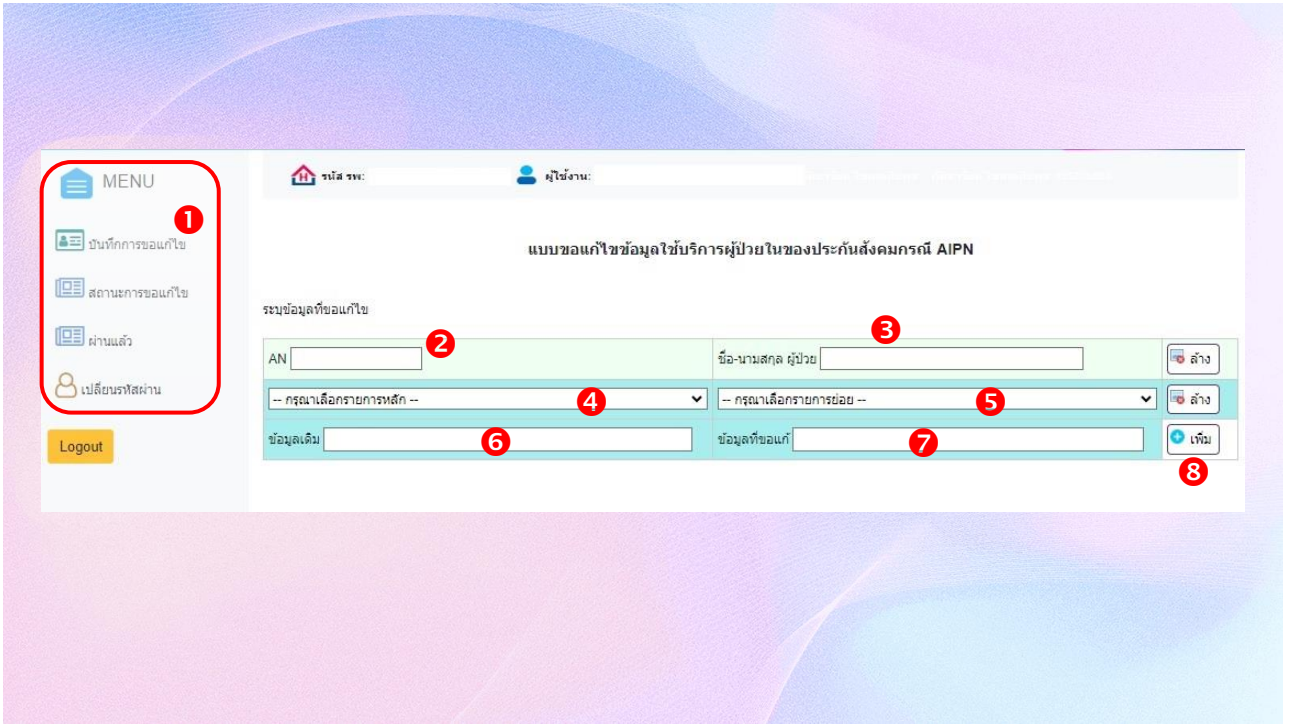 MENU
❶
บันทึกการขอแก้ไข
สถานะการขอแก้ไข
ผ่านแล้ว
เปลี่ยนรหัสผ่าน
Logout
H รหัส รพ: ผู้ใช้งาน:
แบบขอแก้ไขข้อมูลใช้บริการผู้ป่วยในของประกันสังคมกรณี AIPN
ระบุข้อมูลที่ขอแก้ไข
AN ❷ ชื่อ-นามสกุล ผู้ป่วย ❸ ล้าง
-- กรุณาเลือกรายการหลัก -- ❹ -- กรุณาเลือกรายการย่อย -- ❺ ล้าง
ข้อมูลเดิม ❻ ข้อมูลที่ขอแก้ ❼ เพิ่ม
❽